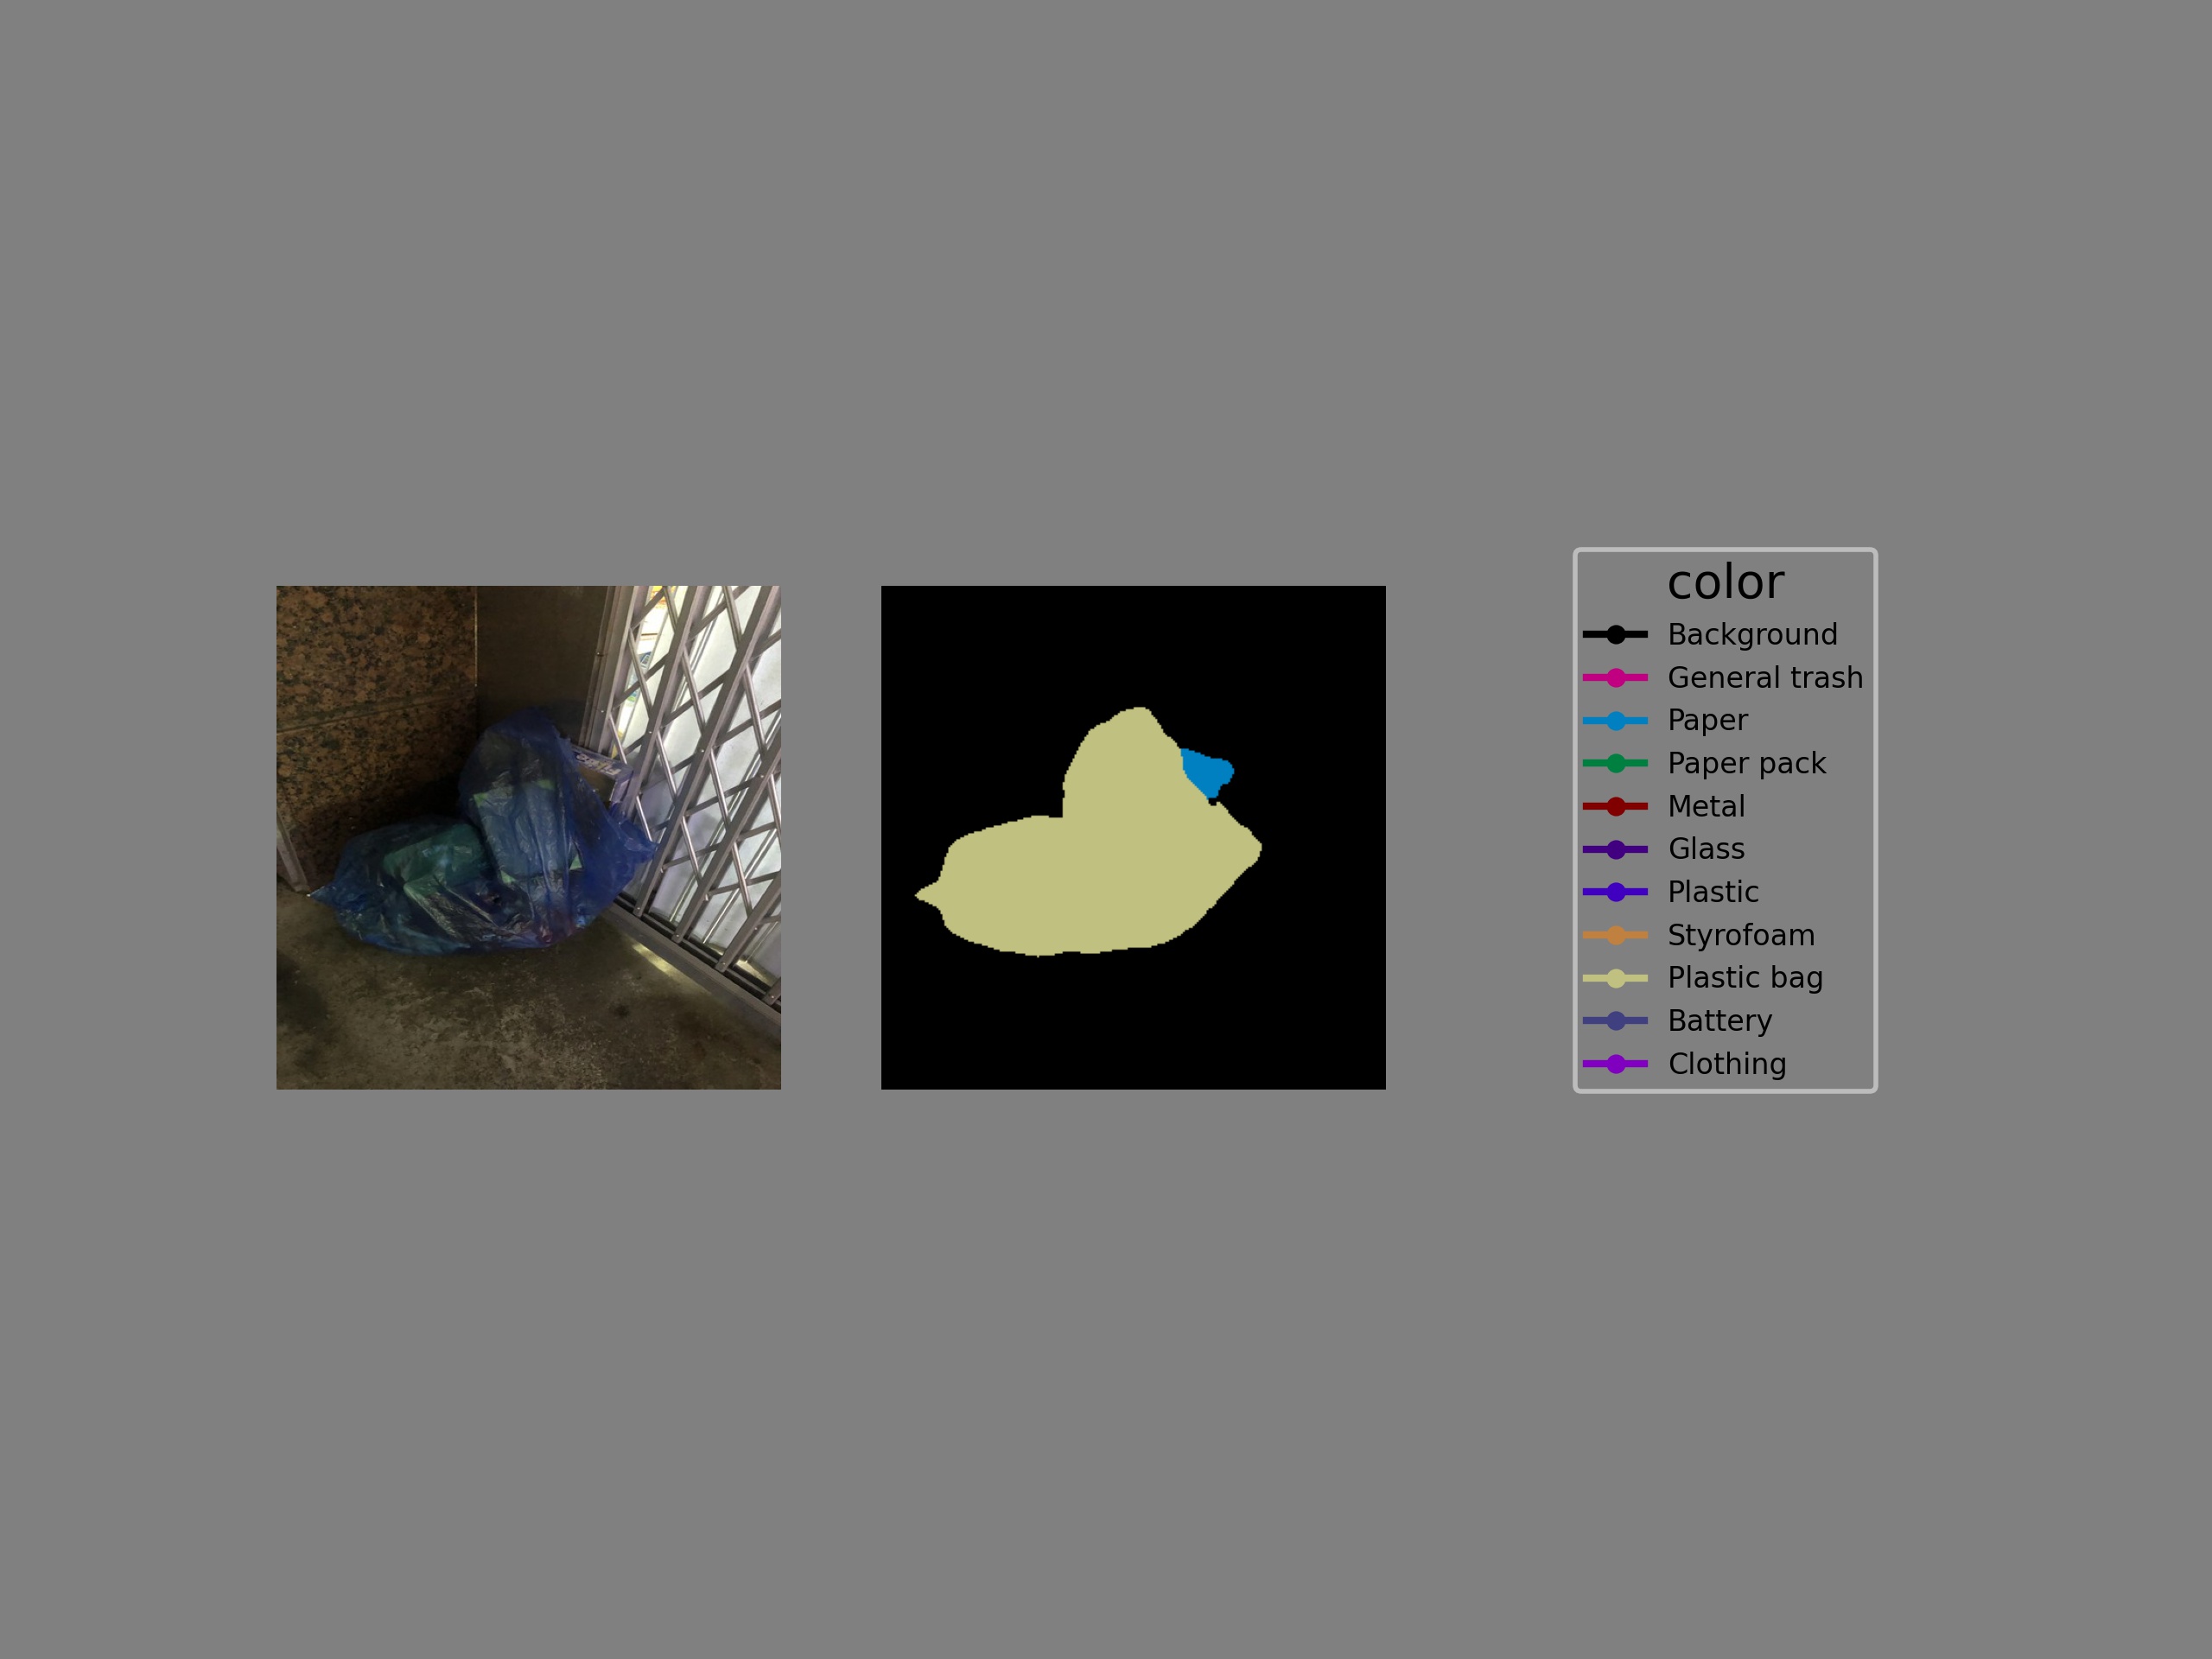 color
Background
General trash
Paper
Paper pack
Metal
Glass
Plastic
Styrofoam
Plastic bag
Battery
Clothing